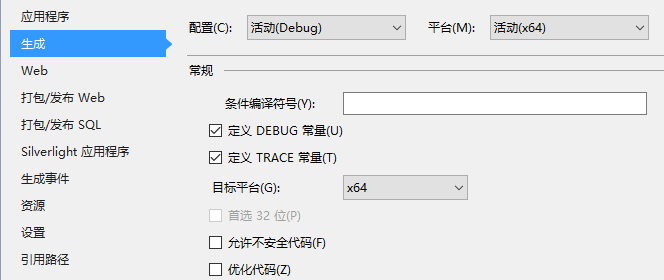 应用程序
生成
Web
打包/发布 Web
打包/发布 SQL
Silverlight 应用程序
生成事件
资源
设置
引用路径
配置(C): 活动(Debug) 平台(M): 活动(x64)
常规
条件编译符号(Y):
定义 DEBUG 常量(U)
定义 TRACE 常量(T)
目标平台(G): x64
首选 32 位(P)
允许不安全代码(F)
优化代码(Z)